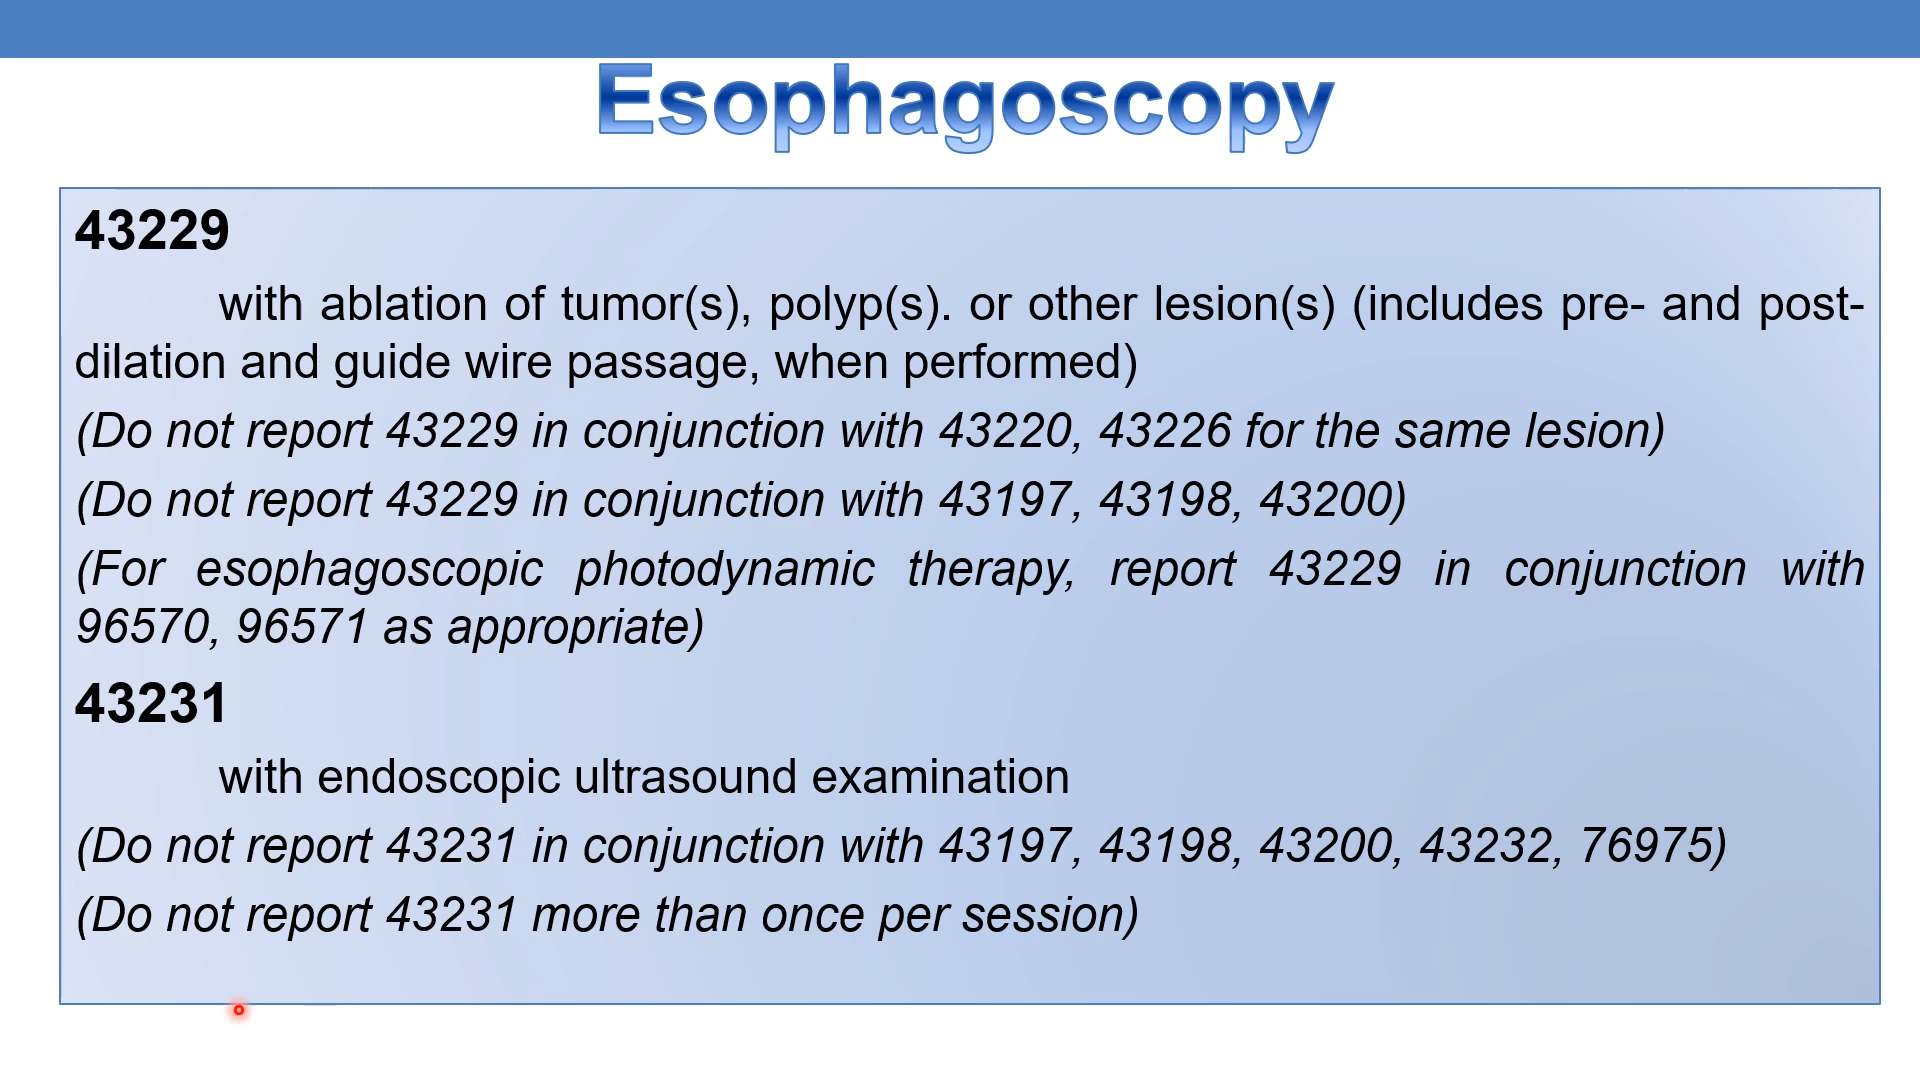 Esophagoscopy
43229
with ablation of tumor(s), polyp(s). or other lesion(s) (includes pre- and post-
dilation and guide wire passage, when performed)
(Do not report 43229 in conjunction with 43220, 43226 for the same lesion)
(Do not report 43229 in conjunction with 43197, 43198, 43200)
(For esophagoscopic photodynamic therapy, report 43229 in conjunction with
96570, 96571 as appropriate)
43231
with endoscopic ultrasound examination
(Do not report 43231 in conjunction with 43197, 43198, 43200, 43232, 76975)
(Do not report 43231 more than once per session)